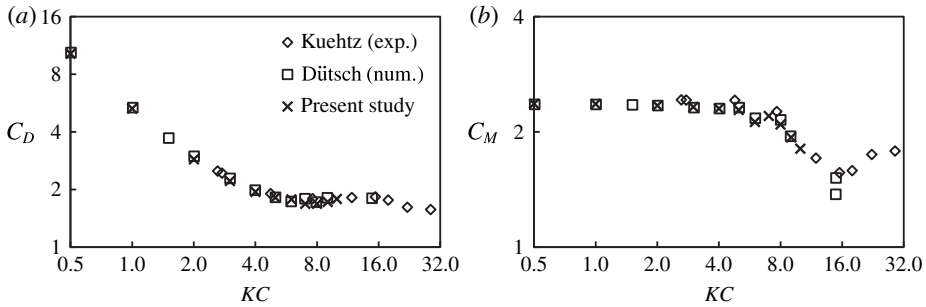 (a)
16
8
4
2
1
C_D
0.5 1.0 2.0 4.0 8.0 16.0 32.0
KC
Kuehtz (exp.)
Dütsch (num.)
Present study
(b)
4
2
1
C_M
0.5 1.0 2.0 4.0 8.0 16.0 32.0
KC